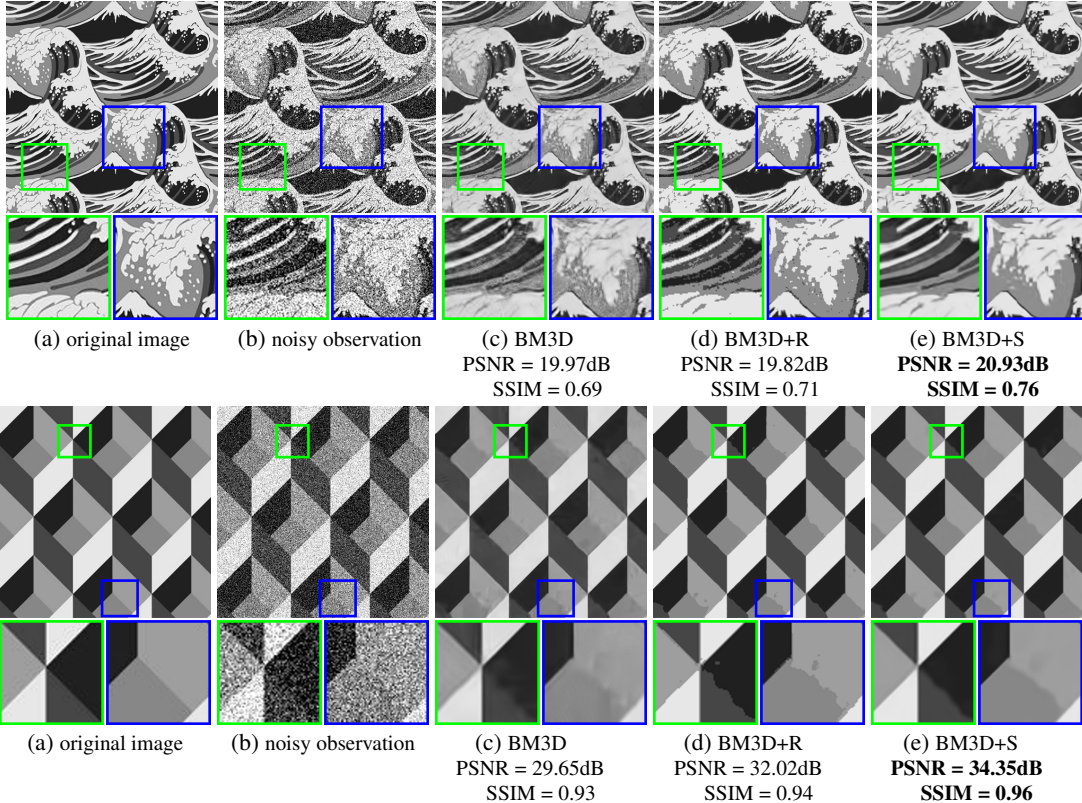 (a) original image
(b) noisy observation
(c) BM3D
PSNR = 19.97dB
SSIM = 0.69
(d) BM3D+R
PSNR = 19.82dB
SSIM = 0.71
(e) BM3D+S
PSNR = 20.93dB
SSIM = 0.76
(a) original image
(b) noisy observation
(c) BM3D
PSNR = 29.65dB
SSIM = 0.93
(d) BM3D+R
PSNR = 32.02dB
SSIM = 0.94
(e) BM3D+S
PSNR = 34.35dB
SSIM = 0.96